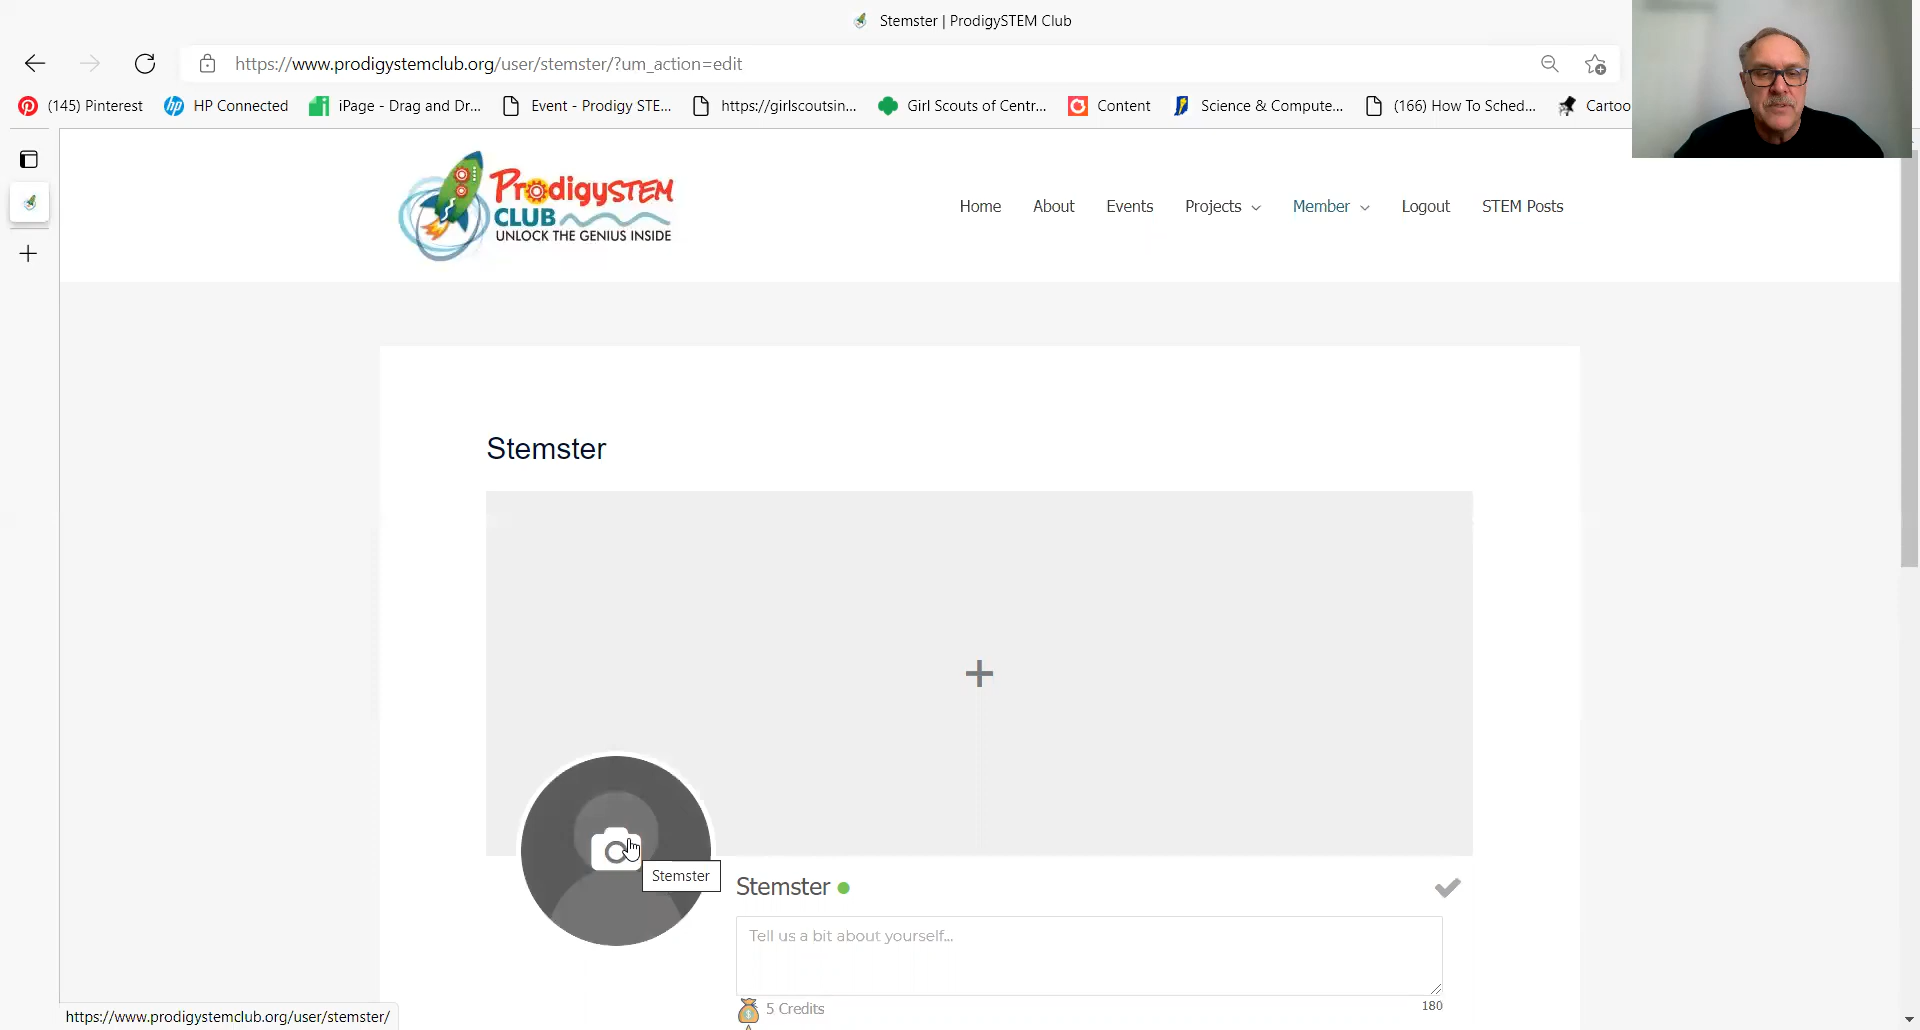 Stemster | ProdigySTEM Club
https://www.prodigystemclub.org/user/stemster/?um_action=edit
(145) Pinterest
HP Connected
iPage - Drag and Dr...
Event - Prodigy STE...
https://girlscoutsin...
Girl Scouts of Centr...
Content
Science & Compute...
(166) How To Sched...
Cartoo
ProdigySTEM
CLUB
UNLOCK THE GENIUS INSIDE
Home
About
Events
Projects
Member
Logout
STEM Posts
Stemster
Stemster
Stemster
Tell us a bit about yourself...
5 Credits
180
https://www.prodigystemclub.org/user/stemster/